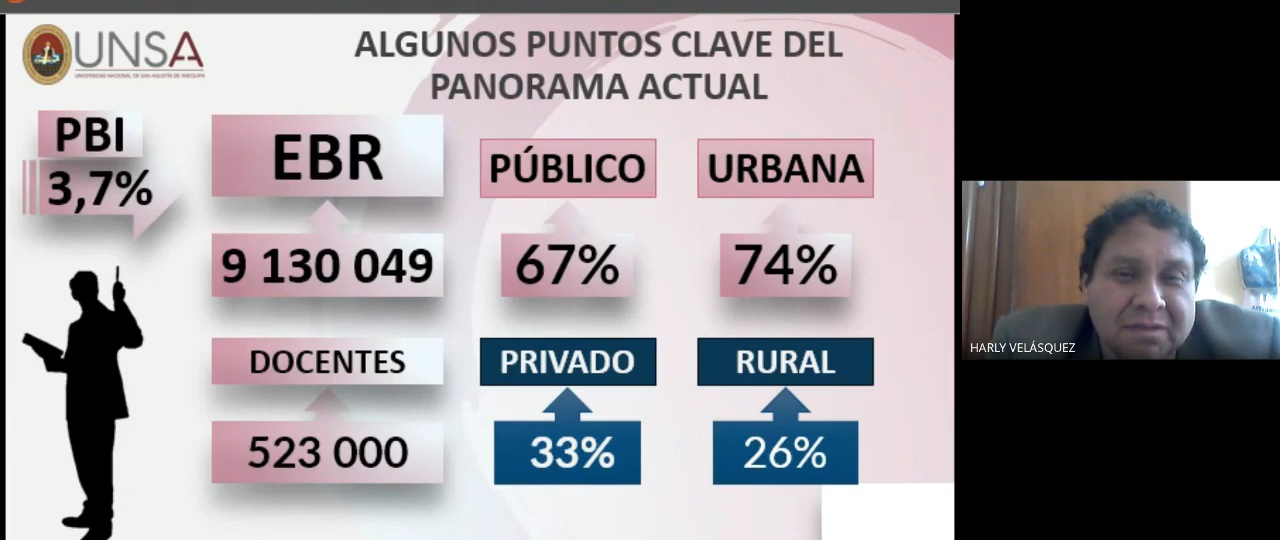 UNSA
UNIVERSIDAD NACIONAL DE SAN AGUSTÍN DE AREQUIPA
ALGUNOS PUNTOS CLAVE DEL
PANORAMA ACTUAL
PBI
3,7%
EBR
9 130 049
DOCENTES
523 000
PÚBLICO
67%
PRIVADO
33%
URBANA
74%
RURAL
26%
HARLY VELÁSQUEZ